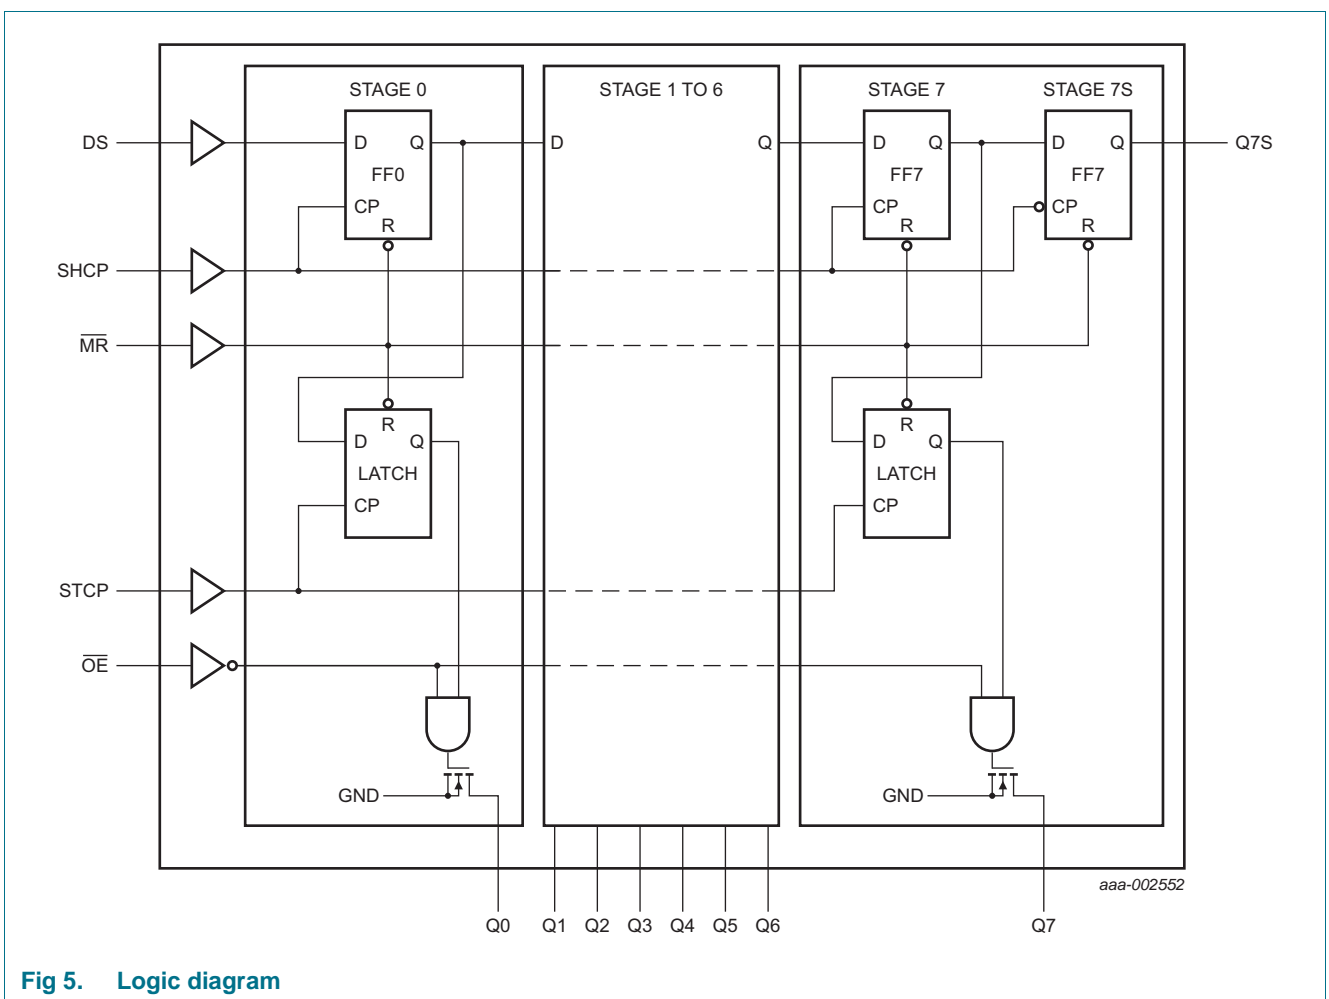 STAGE 0
STAGE 1 TO 6
STAGE 7
STAGE 7S
DS
D
Q
D
Q
D
Q
D
Q
Q7S
FF0
FF7
FF7
CP
CP
CP
R
R
R
SHCP
M̅R̅
R
R
D
Q
D
Q
LATCH
LATCH
CP
CP
STCP
O̅E̅
GND
GND
aaa-002552
Q0
Q1
Q2
Q3
Q4
Q5
Q6
Q7
Fig 5. Logic diagram